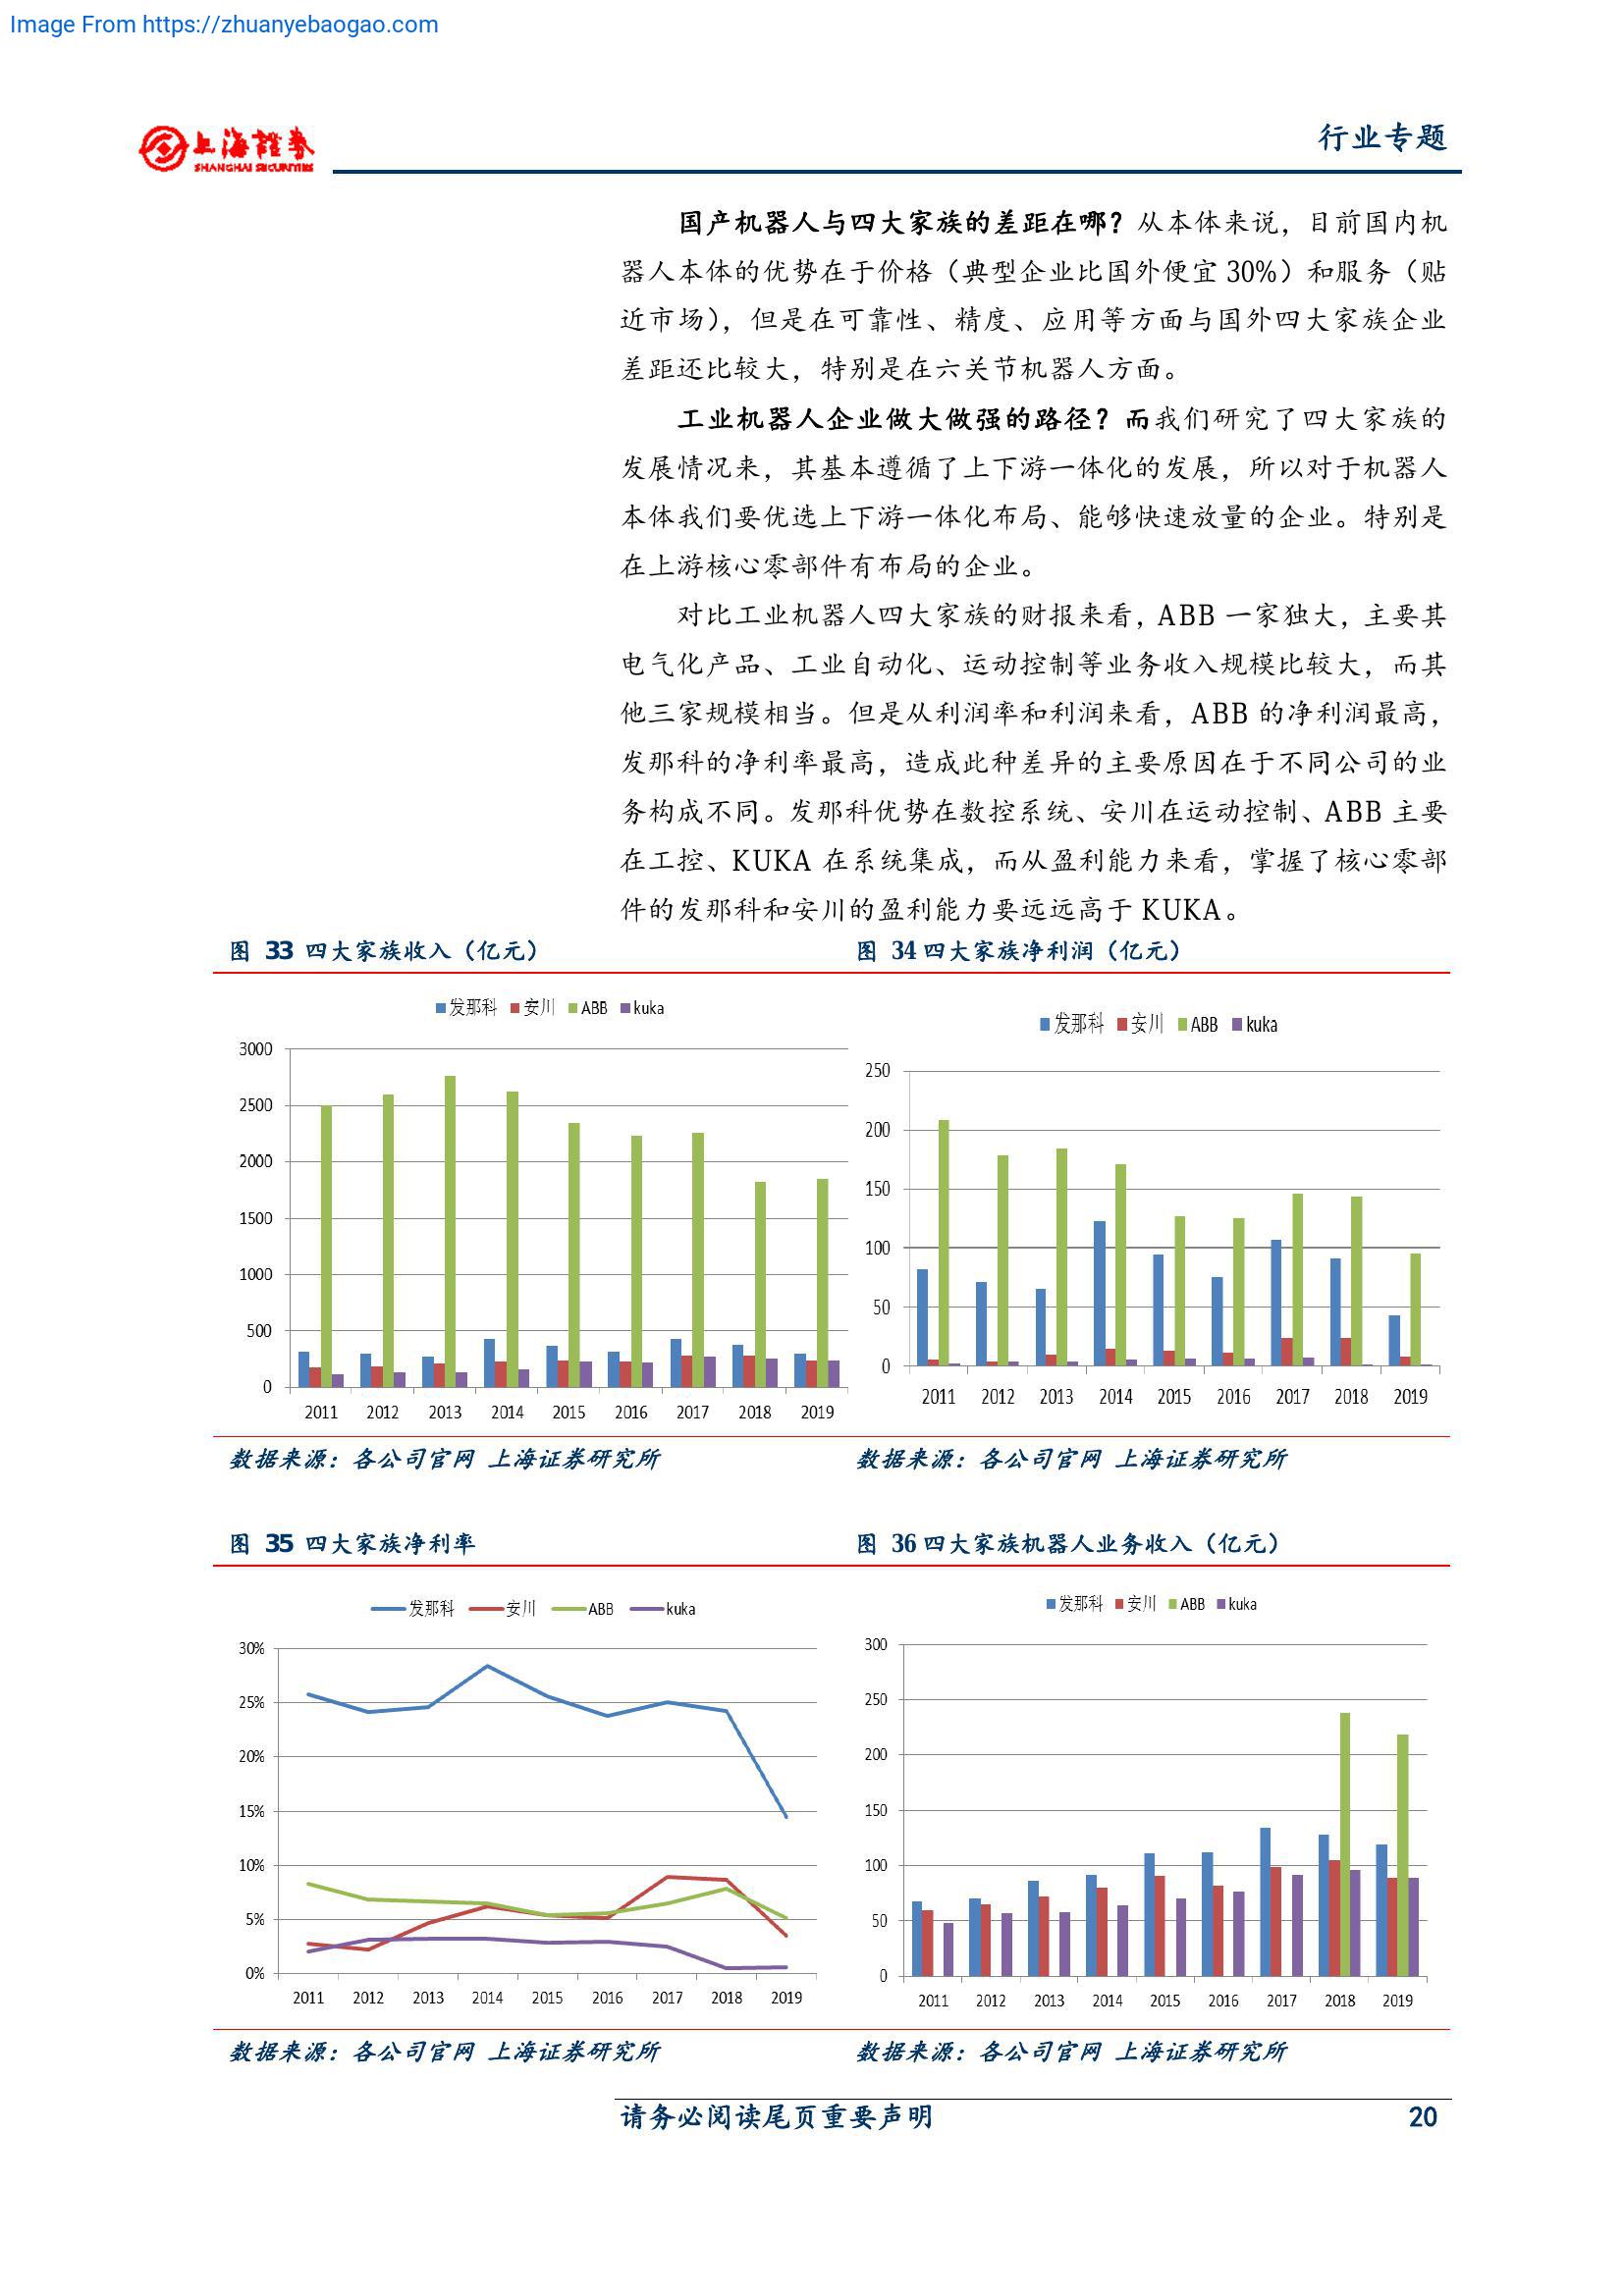 Image From https://zhuanyebaogao.com
上海證券
SHANGHAI SECURITIES
行业专题
国产机器人与四大家族的差距在哪？从本体来说，目前国内机
器人本体的优势在于价格（典型企业比国外便宜 30%）和服务（贴
近市场），但是在可靠性、精度、应用等方面与国外四大家族企业
差距还比较大，特别是在六关节机器人方面。
工业机器人企业做大做强的路径？而我们研究了四大家族的
发展情况来，其基本遵循了上下游一体化的发展，所以对于机器人
本体我们要优选上下游一体化布局、能够快速放量的企业。特别是
在上游核心零部件有布局的企业。
对比工业机器人四大家族的财报来看，ABB 一家独大，主要其
电气化产品、工业自动化、运动控制等业务收入规模比较大，而其
他三家规模相当。但是从利润率和利润来看，ABB 的净利润最高，
发那科的净利率最高，造成此种差异的主要原因在于不同公司的业
务构成不同。发那科优势在数控系统、安川在运动控制、ABB 主要
在工控、KUKA 在系统集成，而从盈利能力来看，掌握了核心零部
件的发那科和安川的盈利能力要远远高于 KUKA。
图 33 四大家族收入（亿元）
发那科 安川 ABB kuka
3000
2500
2000
1500
1000
500
0
2011 2012 2013 2014 2015 2016 2017 2018 2019
数据来源：各公司官网 上海证券研究所
图 34 四大家族净利润（亿元）
发那科 安川 ABB kuka
250
200
150
100
50
0
2011 2012 2013 2014 2015 2016 2017 2018 2019
数据来源：各公司官网 上海证券研究所
图 35 四大家族净利率
发那科 安川 ABB kuka
30%
25%
20%
15%
10%
5%
0%
2011 2012 2013 2014 2015 2016 2017 2018 2019
数据来源：各公司官网 上海证券研究所
图 36 四大家族机器人业务收入（亿元）
发那科 安川 ABB kuka
300
250
200
150
100
50
0
2011 2012 2013 2014 2015 2016 2017 2018 2019
数据来源：各公司官网 上海证券研究所
请务必阅读尾页重要声明
20